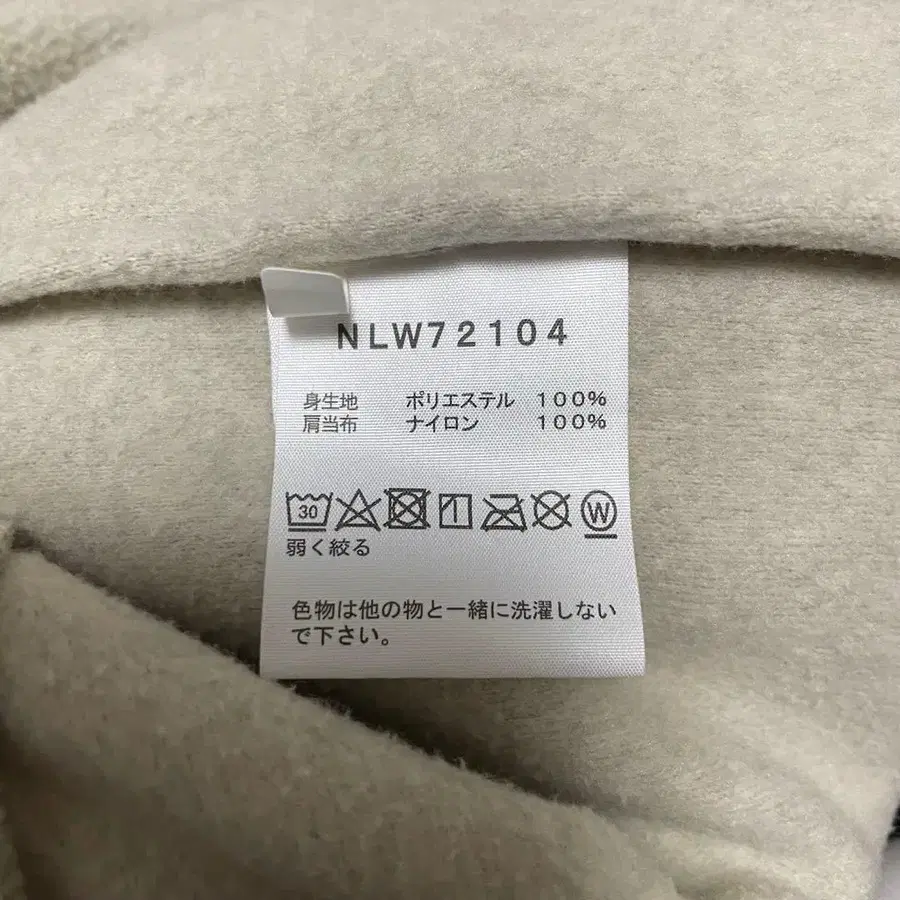 NLW72104
身生地 ポリエステル 100%
肩当布 ナイロン 100%
30 W
弱く絞る
色物は他の物と一緒に洗濯しない
で下さい。